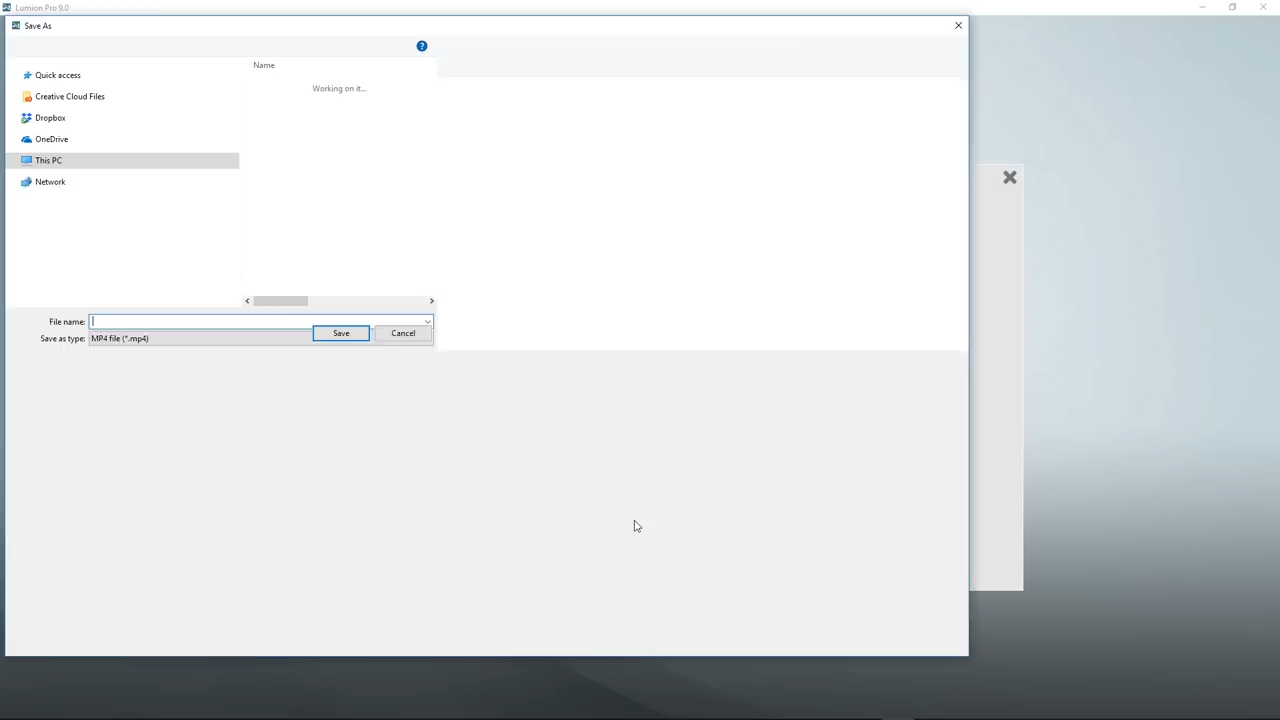 Lumion Pro 9.0
Save As
Name
Quick access
Working on it...
Creative Cloud Files
Dropbox
OneDrive
This PC
Network
File name:
Save as type: MP4 file (*.mp4)
Save
Cancel